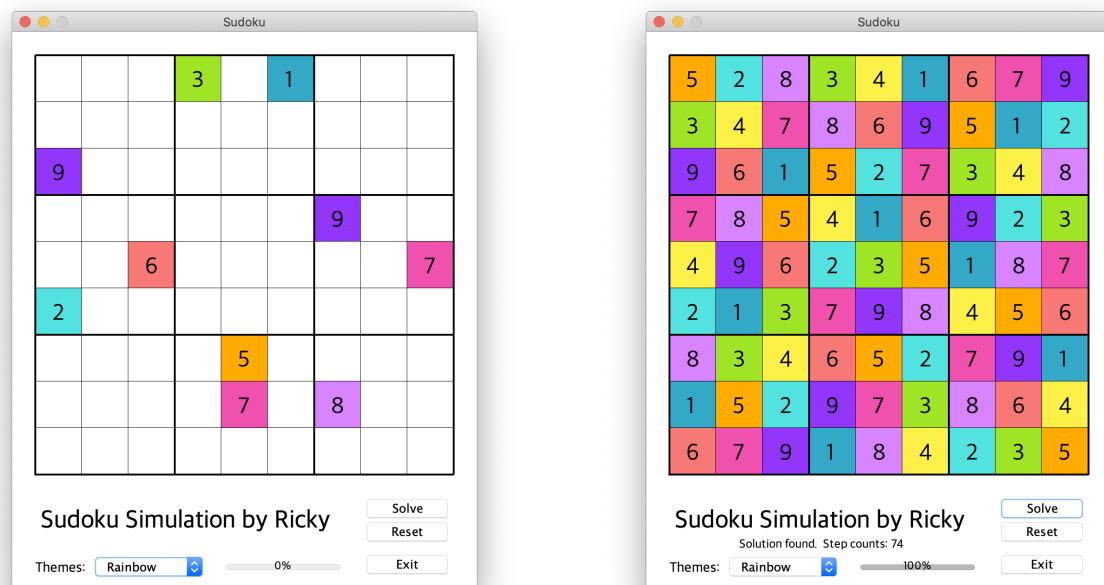 Sudoku
3 1
9
9
6 7
2
5
7 8
Sudoku Simulation by Ricky
Solve
Reset
Themes: Rainbow 0% Exit
Sudoku
5 2 8 3 4 1 6 7 9
3 4 7 8 6 9 5 1 2
9 6 1 5 2 7 3 4 8
7 8 5 4 1 6 9 2 3
4 9 6 2 3 5 1 8 7
2 1 3 7 9 8 4 5 6
8 3 4 6 5 2 7 9 1
1 5 2 9 7 3 8 6 4
6 7 9 1 8 4 2 3 5
Sudoku Simulation by Ricky
Solution found. Step counts: 74
Solve
Reset
Themes: Rainbow 100% Exit